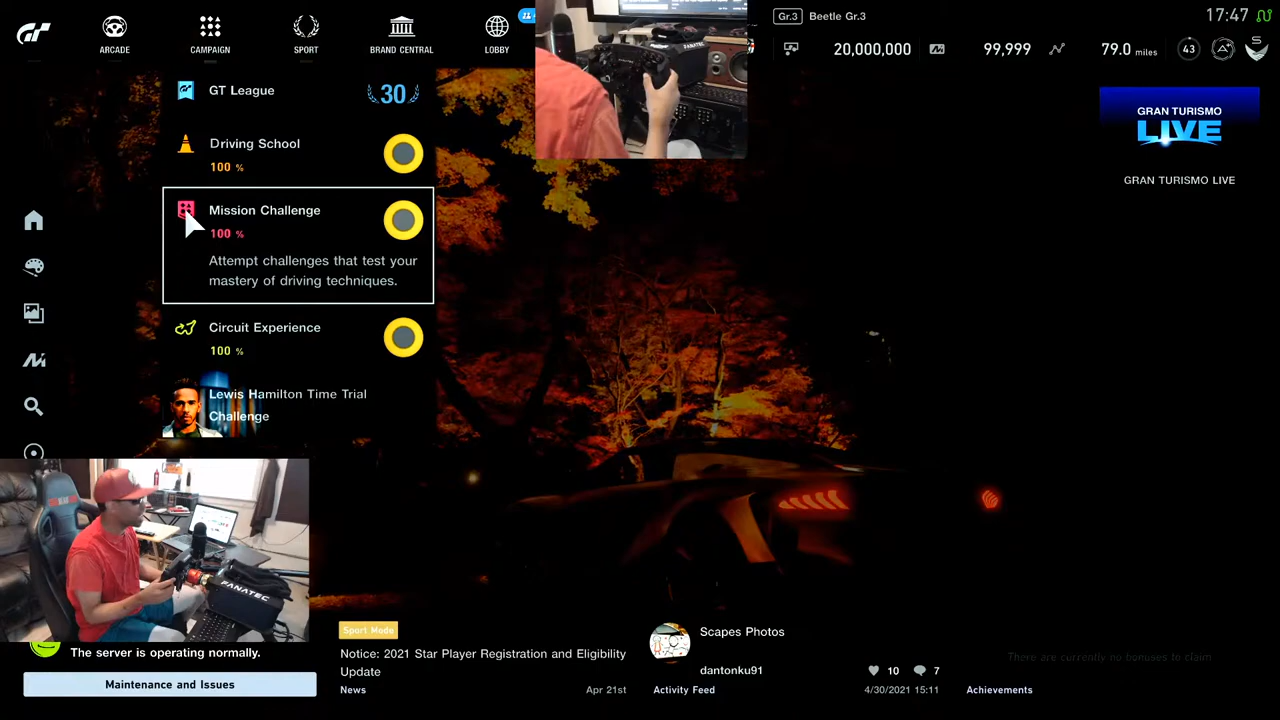 GT
ARCADE
CAMPAIGN
SPORT
BRAND CENTRAL
LOBBY
Gr.3 Beetle Gr.3
17:47
20,000,000
99,999
79.0 miles
43
S
GT League
30
Driving School
100 %
Mission Challenge
100 %
Attempt challenges that test your
mastery of driving techniques.
Circuit Experience
100 %
Lewis Hamilton Time Trial
Challenge
GRAN TURISMO
LIVE
GRAN TURISMO LIVE
FANATEC
FANATEC
The server is operating normally.
Maintenance and Issues
Sport Mode
Notice: 2021 Star Player Registration and Eligibility
Update
News
Apr 21st
Scapes Photos
dantonku91
10
7
Activity Feed
4/30/2021 15:11
There are currently no bonuses to claim
Achievements